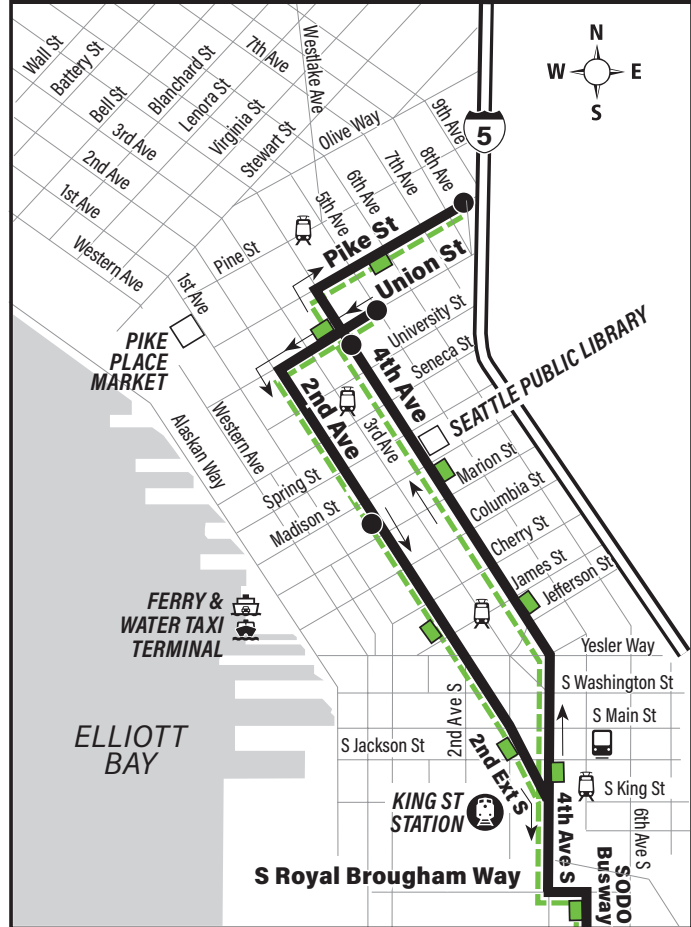 Wall St
Battery St
Bell St
Blanchard St
3rd Ave
Lenora St
2nd Ave
Virginia St
1st Ave
Stewart St
Western Ave
7th Ave
Westlake Ave
Olive Way
9th Ave
8th Ave
7th Ave
6th Ave
5th Ave
N
W
E
S
5
Pine St
Pike St
1st Ave
Union St
PIKE
PLACE
MARKET
University St
Seneca St
4th Ave
SEATTLE PUBLIC LIBRARY
2nd Ave
3rd Ave
Western Ave
Alaskan Way
Spring St
Madison St
Marion St
Columbia St
Cherry St
James St
Jefferson St
FERRY &
WATER TAXI
TERMINAL
Yesler Way
S Washington St
S Main St
ELLIOTT
BAY
S Jackson St
2nd Ave S
2nd Ext S
S King St
KING ST
STATION
4th Ave S
6th Ave S
S Royal Brougham Way
SODO
Busway